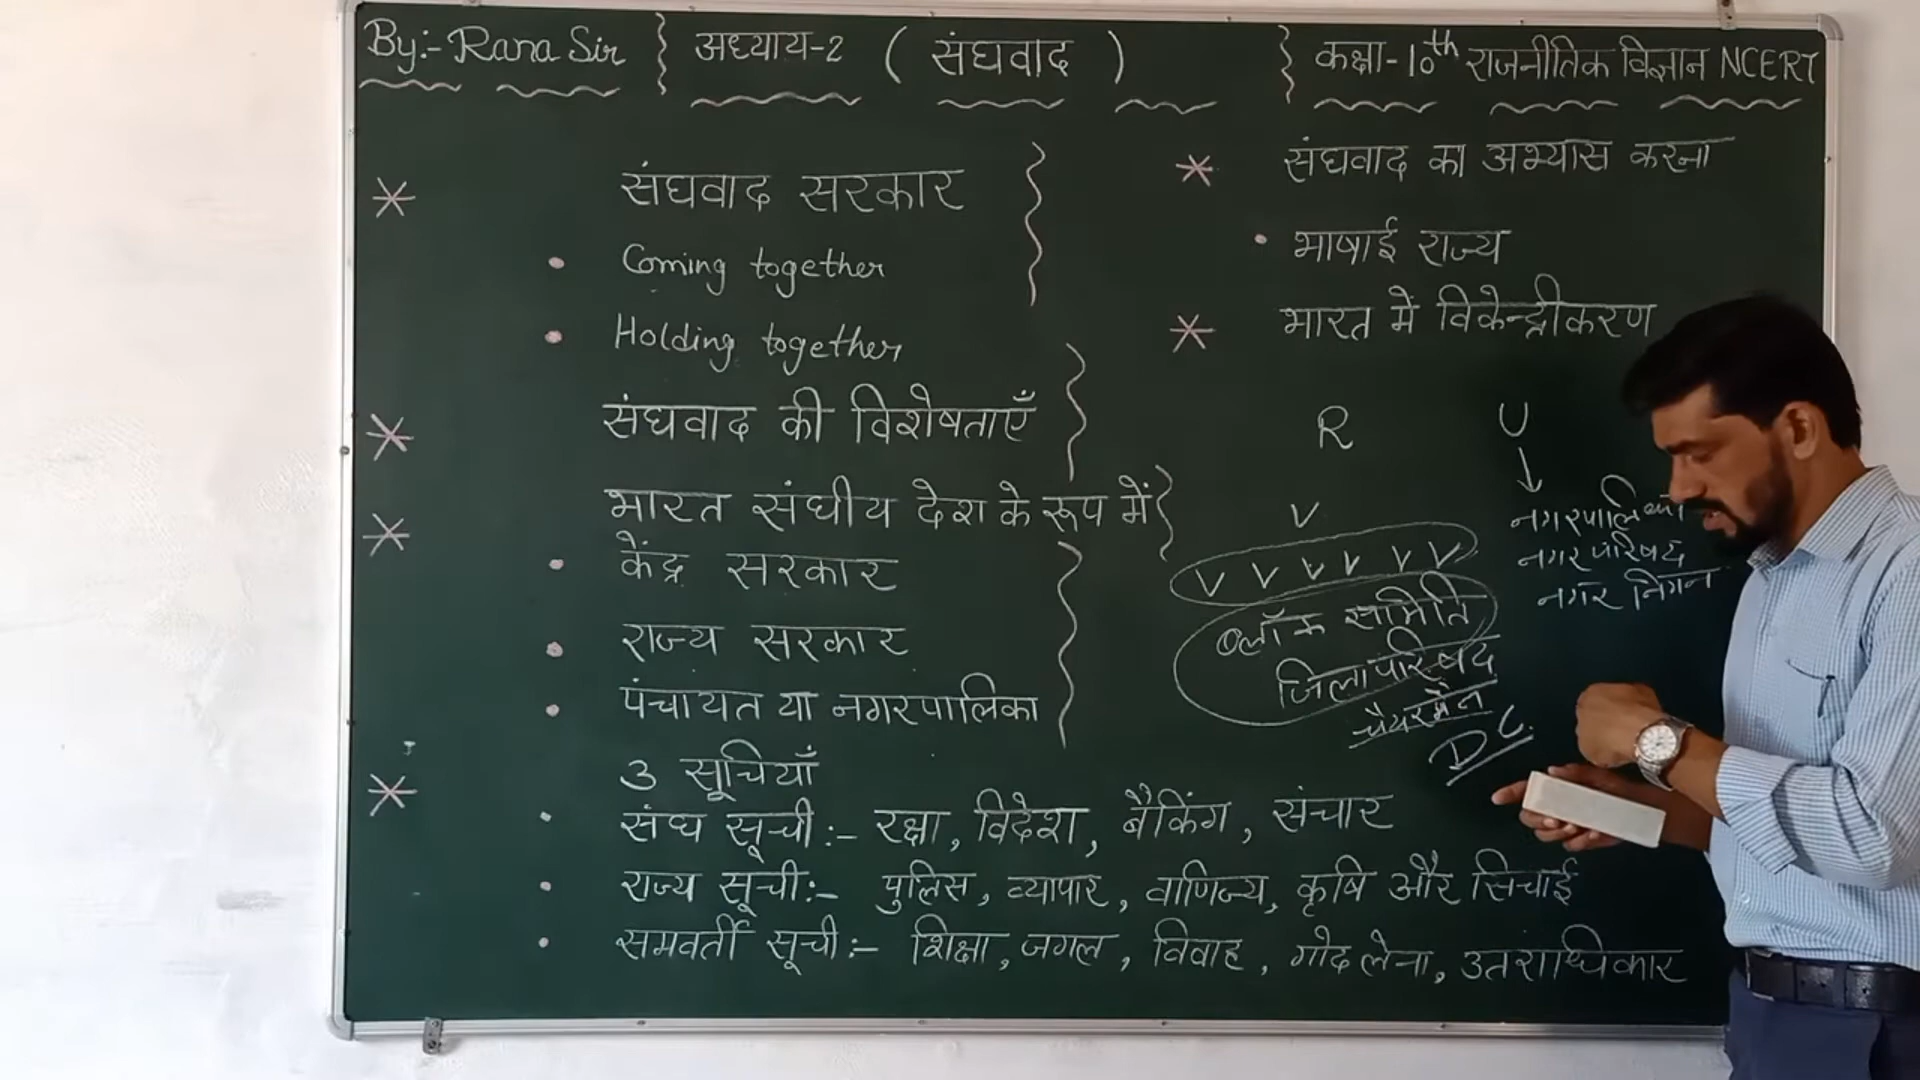 By:- Rana Sir
अध्याय-2 ( संघवाद )
कक्षा-10th राजनीतिक विज्ञान NCERT
संघवाद सरकार
• Coming together
• Holding together
संघवाद की विशेषताएँ
भारत संघीय देश के रूप में
• केंद्र सरकार
• राज्य सरकार
• पंचायत या नगरपालिका
3 सूचियाँ
• संघ सूची:- रक्षा, विदेश, बैंकिंग, संचार
• राज्य सूची:- पुलिस, व्यापार, वाणिज्य, कृषि और सिचाई
• समवर्ती सूची:- शिक्षा, जगल, विवाह, गोद लेना, उतराधिकार
संघवाद का अभ्यास करना
• भाषाई राज्य
भारत में विकेन्द्रीकरण
R U
V
V V V V V V
ब्लॉक समिति
जिला परिषद
चैयरमैन
D C.
नगरपालिका
नगर परिषद
नगर निगम